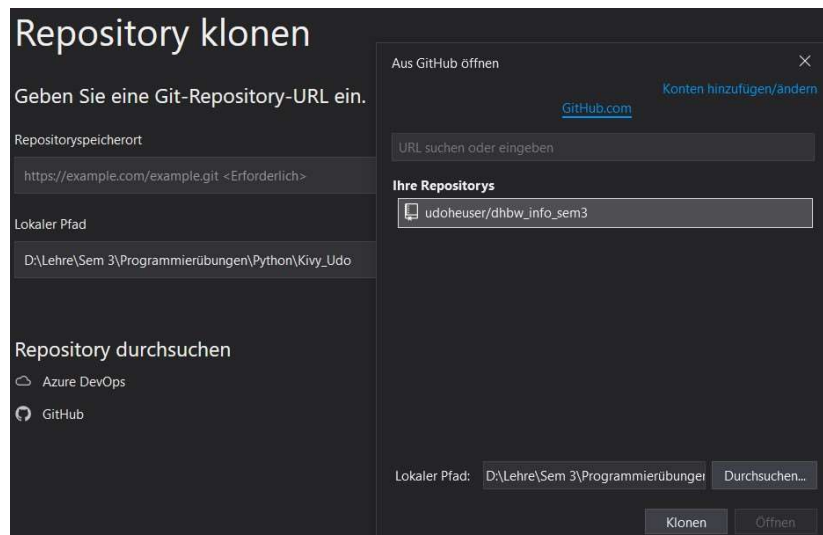 Repository klonen
Geben Sie eine Git-Repository-URL ein.
Repositoryspeicherort
https://example.com/example.git <Erforderlich>
Lokaler Pfad
D:\Lehre\Sem 3\Programmierübungen\Python\Kivy_Udo
Repository durchsuchen
Azure DevOps
GitHub
Aus GitHub öffnen
Konten hinzufügen/ändern
GitHub.com
URL suchen oder eingeben
Ihre Repositorys
udoheuser/dhbw_info_sem3
Lokaler Pfad: D:\Lehre\Sem 3\Programmierübunger Durchsuchen...
Klonen Öffnen